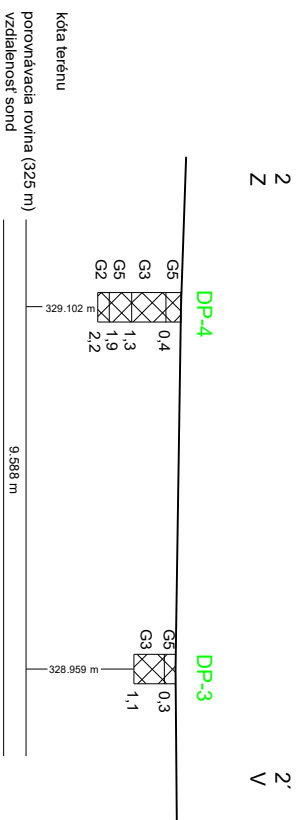 2
Z
2'
V
DP-4
DP-3
G5
0,4
G3
1,3
G5
1,9
G2
2,2
G5
0,3
G3
1,1
kóta terénu
329.102 m
328.959 m
porovnávacia rovina (325 m)
vzdialenosť sond
9.588 m